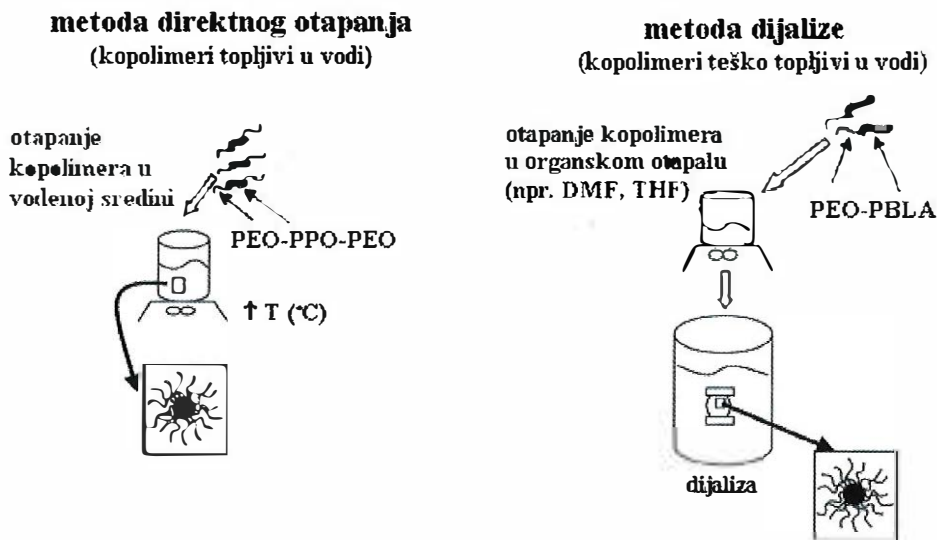 metoda direktnog otapanja
(kopolimeri topljivi u vodi)
otapanje
kopolimera u
vodenoj sredini
PEO-PPO-PEO
↑ T (°C)
metoda dijalize
(kopolimeri teško topljivi u vodi)
otapanje kopolimera
u organskom otapalu
(npr. DMF, THF)
PEO-PBLA
dijaliza